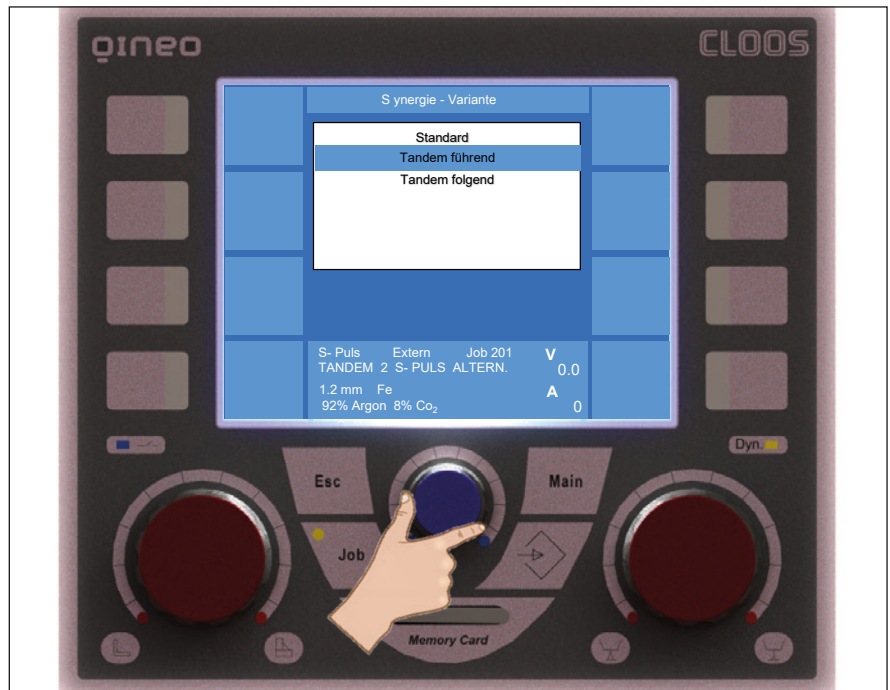 QINEO CLOOS
S ynergie - Variante
Standard
Tandem führend
Tandem folgend
S- Puls Extern Job 201 V
TANDEM 2 S- PULS ALTERN. 0.0
1.2 mm Fe A
92% Argon 8% Co₂ 0
Dyn.
Esc Main
Job
Memory Card